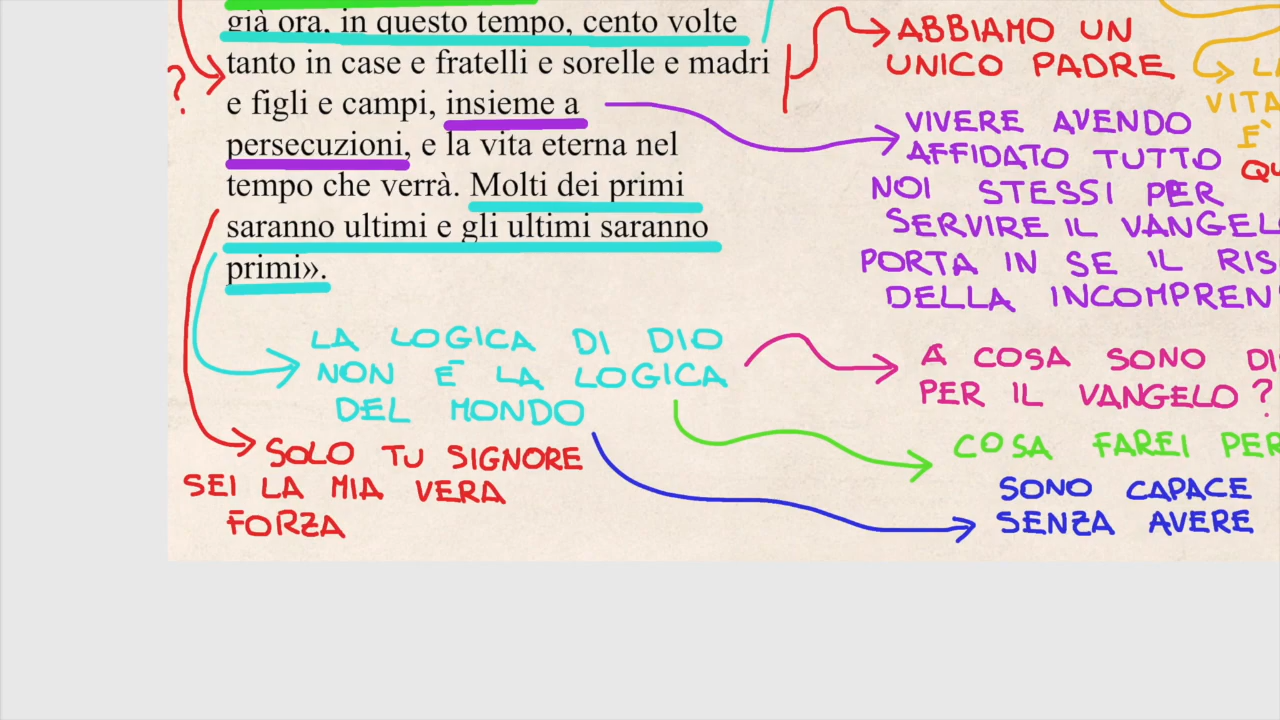 già ora, in questo tempo, cento volte
tanto in case e fratelli e sorelle e madri
e figli e campi, insieme a
persecuzioni, e la vita eterna nel
tempo che verrà. Molti dei primi
saranno ultimi e gli ultimi saranno
primi».
?
LA LOGICA DI DIO
NON È LA LOGICA
DEL MONDO
SOLO TU SIGNORE
SEI LA MIA VERA
FORZA
ABBIAMO UN
UNICO PADRE
VITA
E'
VIVERE AVENDO
AFFIDATO TUTTO
NOI STESSI PER
SERVIRE IL VANGEL
PORTA IN SE IL RIS
DELLA INCOMPREN
A COSA SONO DI
PER IL VANGELO?
COSA FAREI PER
SONO CAPACE
SENZA AVERE